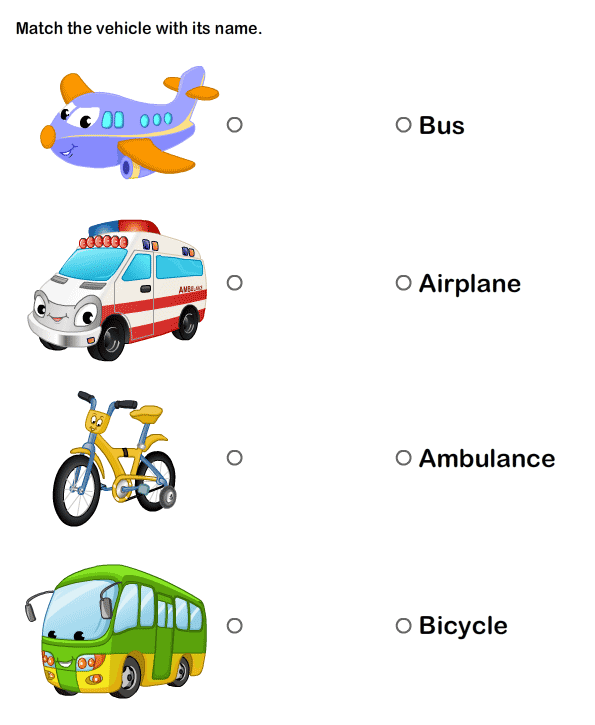 Match the vehicle with its name.
Bus
Airplane
AMBULANCE
Ambulance
Bicycle